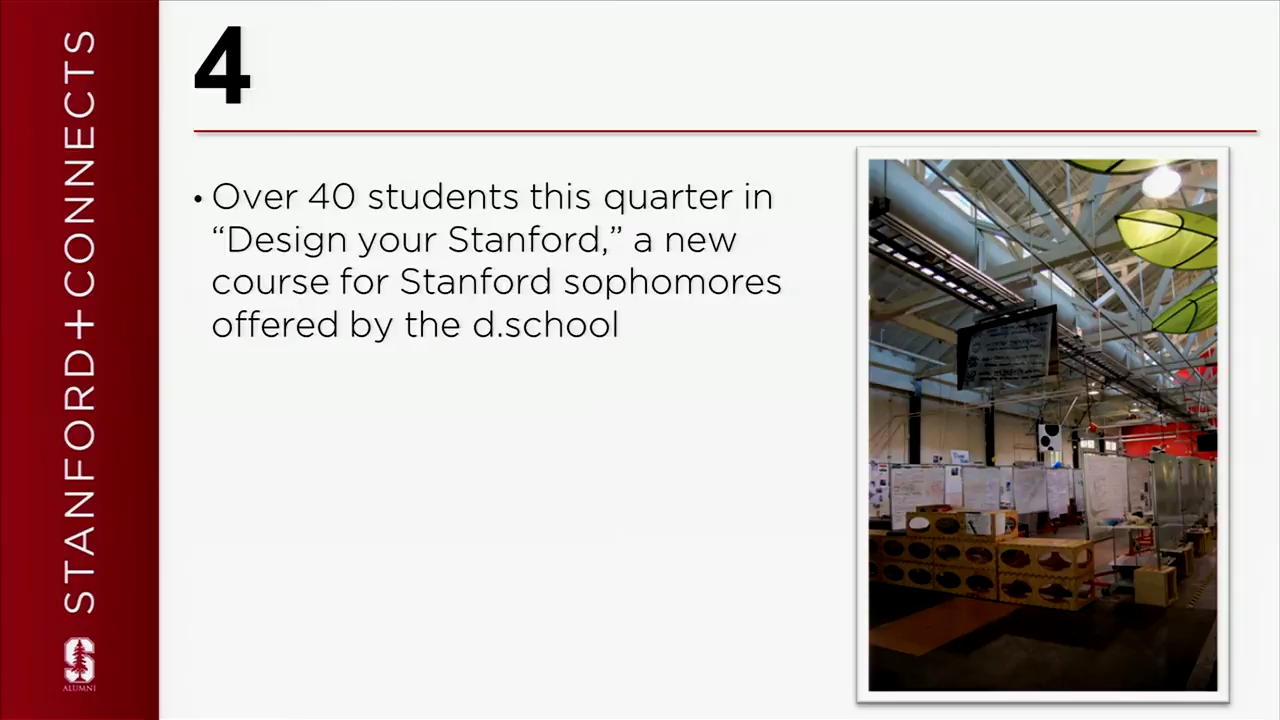 4
• Over 40 students this quarter in
“Design your Stanford,” a new
course for Stanford sophomores
offered by the d.school
STANFORD+CONNECTS
S
ALUMNI